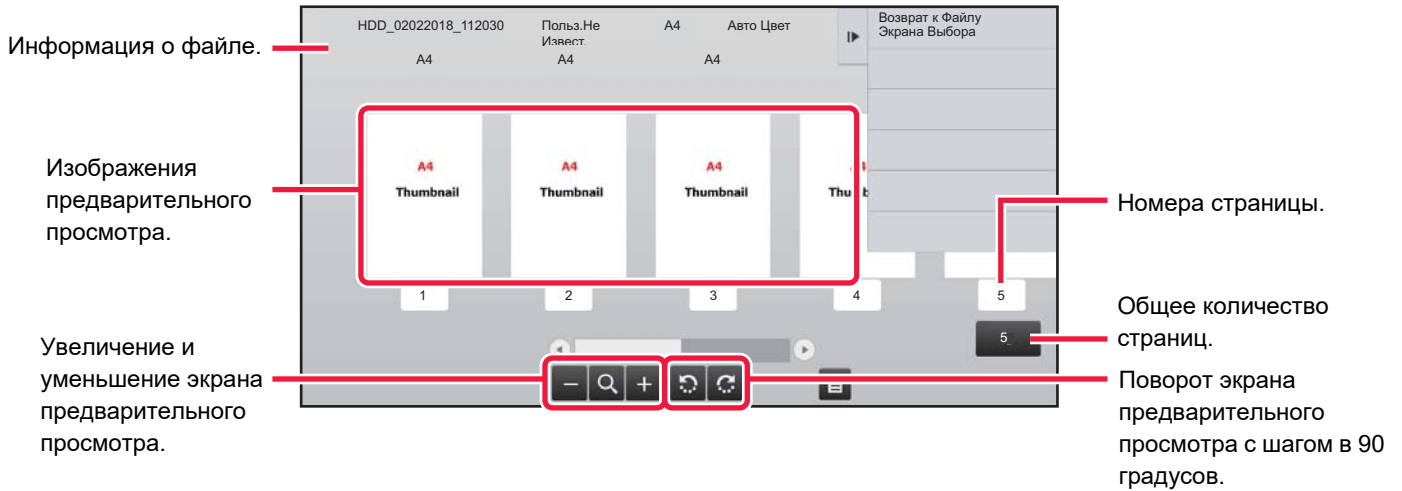 HDD_02022018_112030 Польз.Не Извест. A4 Авто Цвет
Возврат к Файлу
Экрана Выбора
Информация о файле.
A4 A4 A4
Изображения
предварительного
просмотра.
A4 A4 A4
Thumbnail Thumbnail Thumbnail
Номера страницы.
1 2 3 4 5
Общее количество
страниц.
5
Увеличение и
уменьшение экрана
предварительного
просмотра.
Поворот экрана
предварительного
просмотра с шагом в 90
градусов.